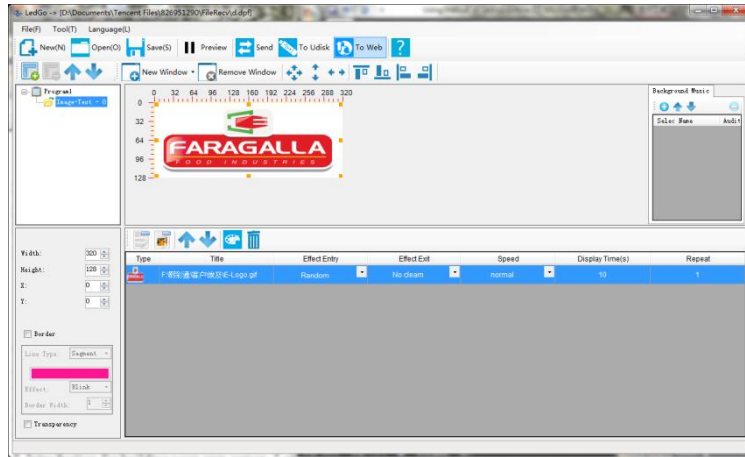 LedGo -> [D:\Documents\Tencent Files\826951290\FileRecv\d.dpf]
File(F) Tool(T) Language(L)
New(N) Open(O) Save(S) Preview Send To Udisk To Web ?
New Window Remove Window
Program1
Image-Text - 0
0 32 64 96 128 160 192 224 256 288 320
0
32
64
96
128
FARAGALLA
FOOD INDUSTRIES
Background Music
Selec Name Audit
Width: 320
Height: 128
X: 0
Y: 0
Border
Line Type: Segment
Effect: Blink
Border Width: 1
Transparency
Type Title Effect Entry Effect Exit Speed Display Time(s) Repeat
E-Logo.gif Random No cleam normal 10 1